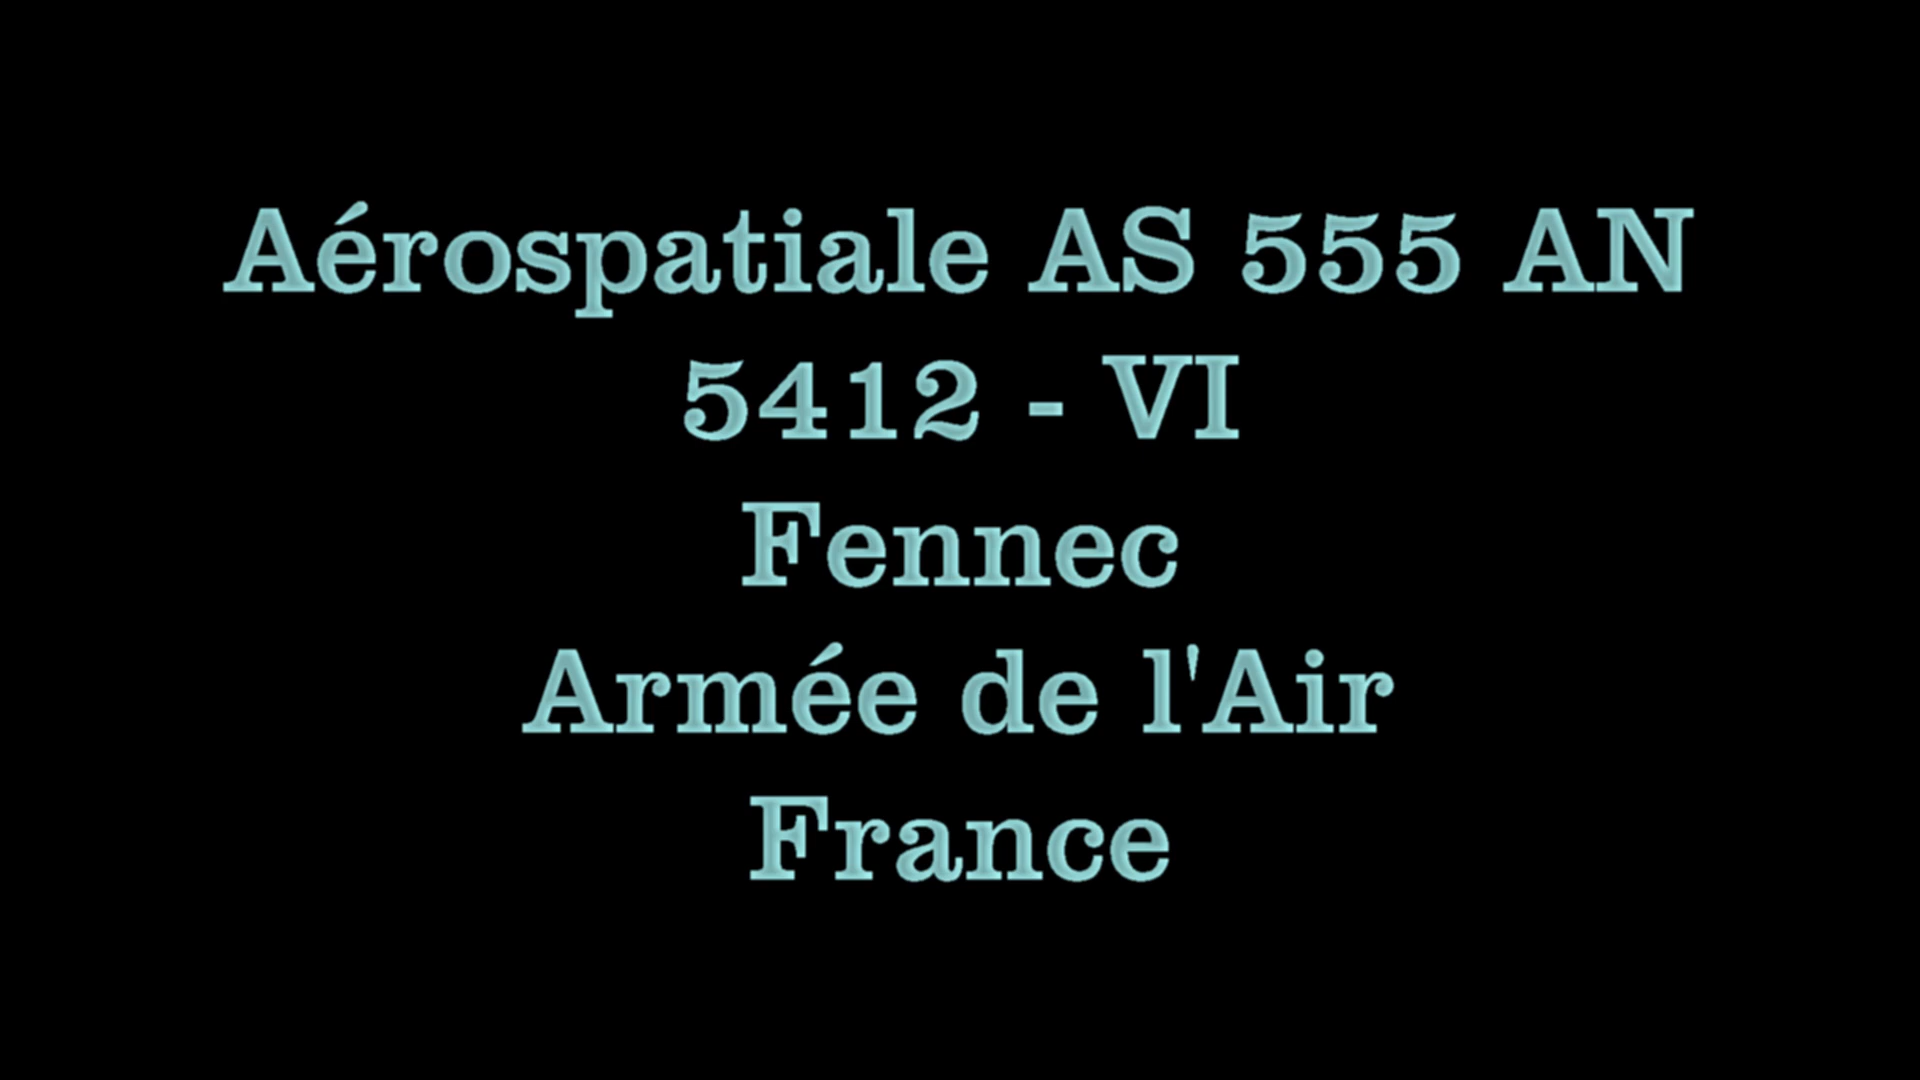 Aérospatiale AS 555 AN
5412 - VI
Fennec
Armée de l'Air
France